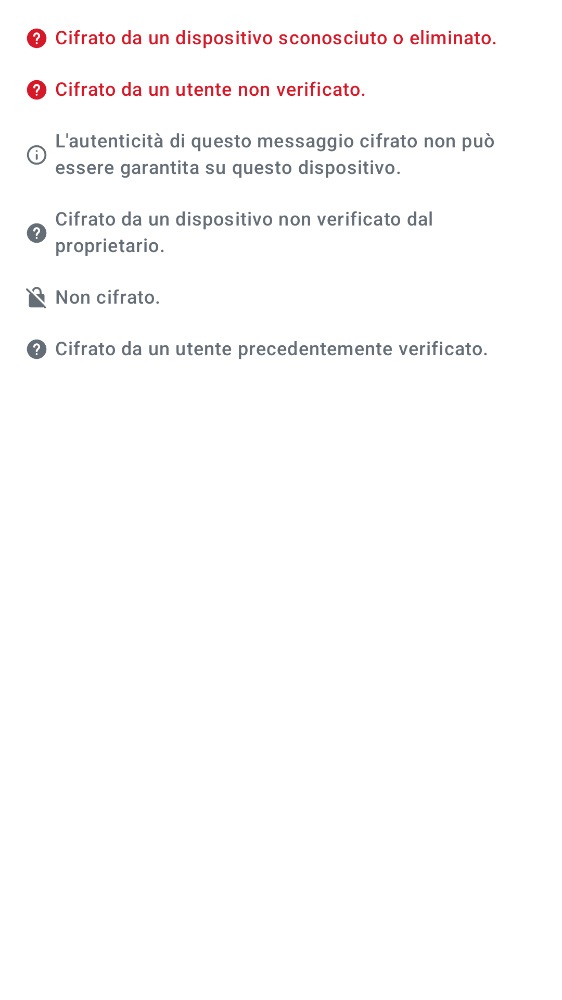 Cifrato da un dispositivo sconosciuto o eliminato.
Cifrato da un utente non verificato.
L'autenticità di questo messaggio cifrato non può
essere garantita su questo dispositivo.
Cifrato da un dispositivo non verificato dal
proprietario.
Non cifrato.
Cifrato da un utente precedentemente verificato.